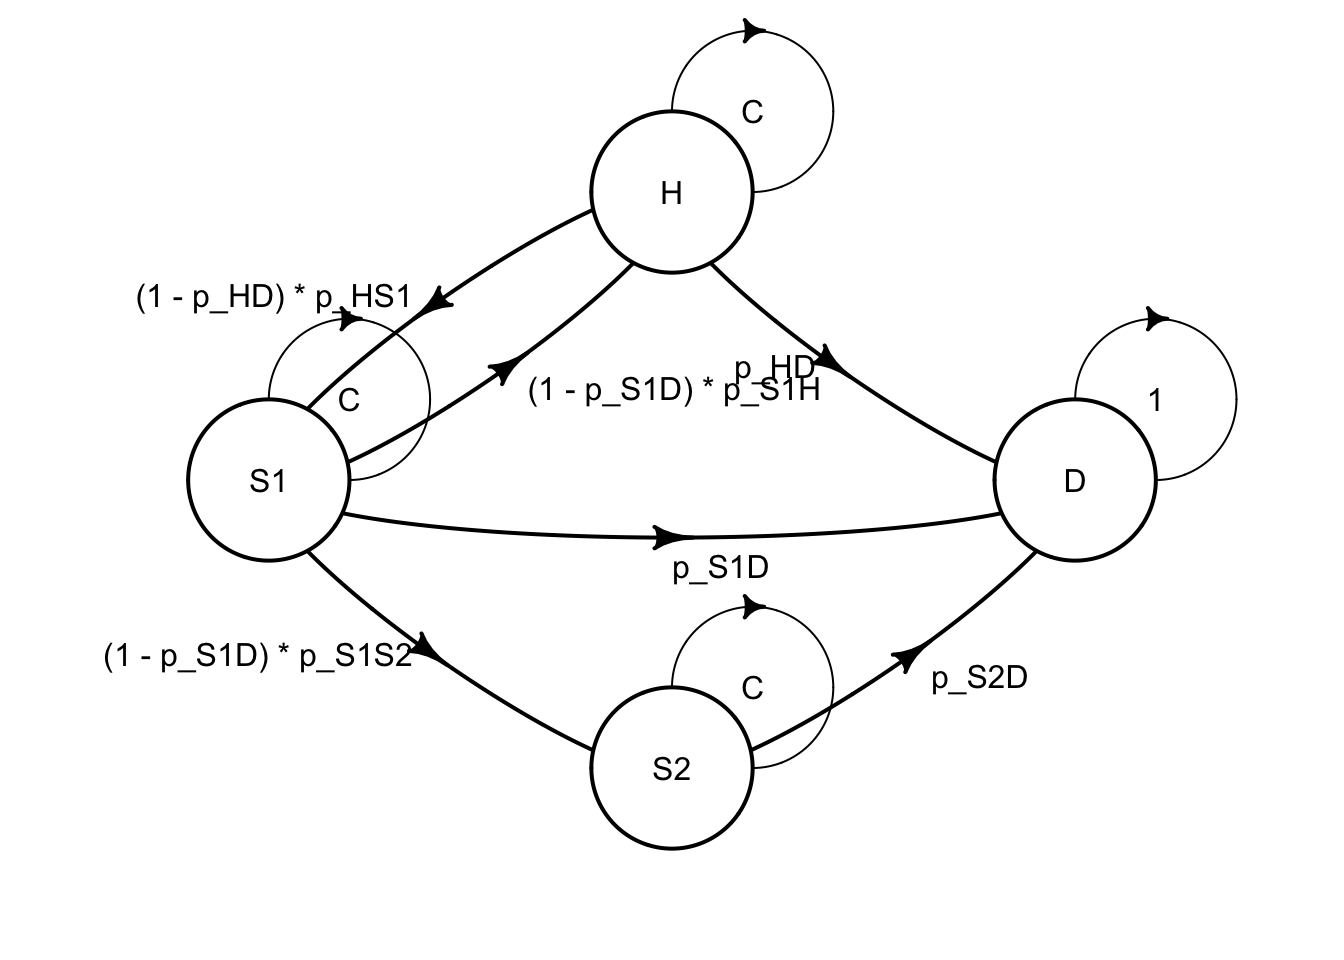 C
H
(1 - p_HD) * p_HS1
p_HD
(1 - p_S1D) * p_S1H
C
1
S1
D
p_S1D
(1 - p_S1D) * p_S1S2
C
p_S2D
S2